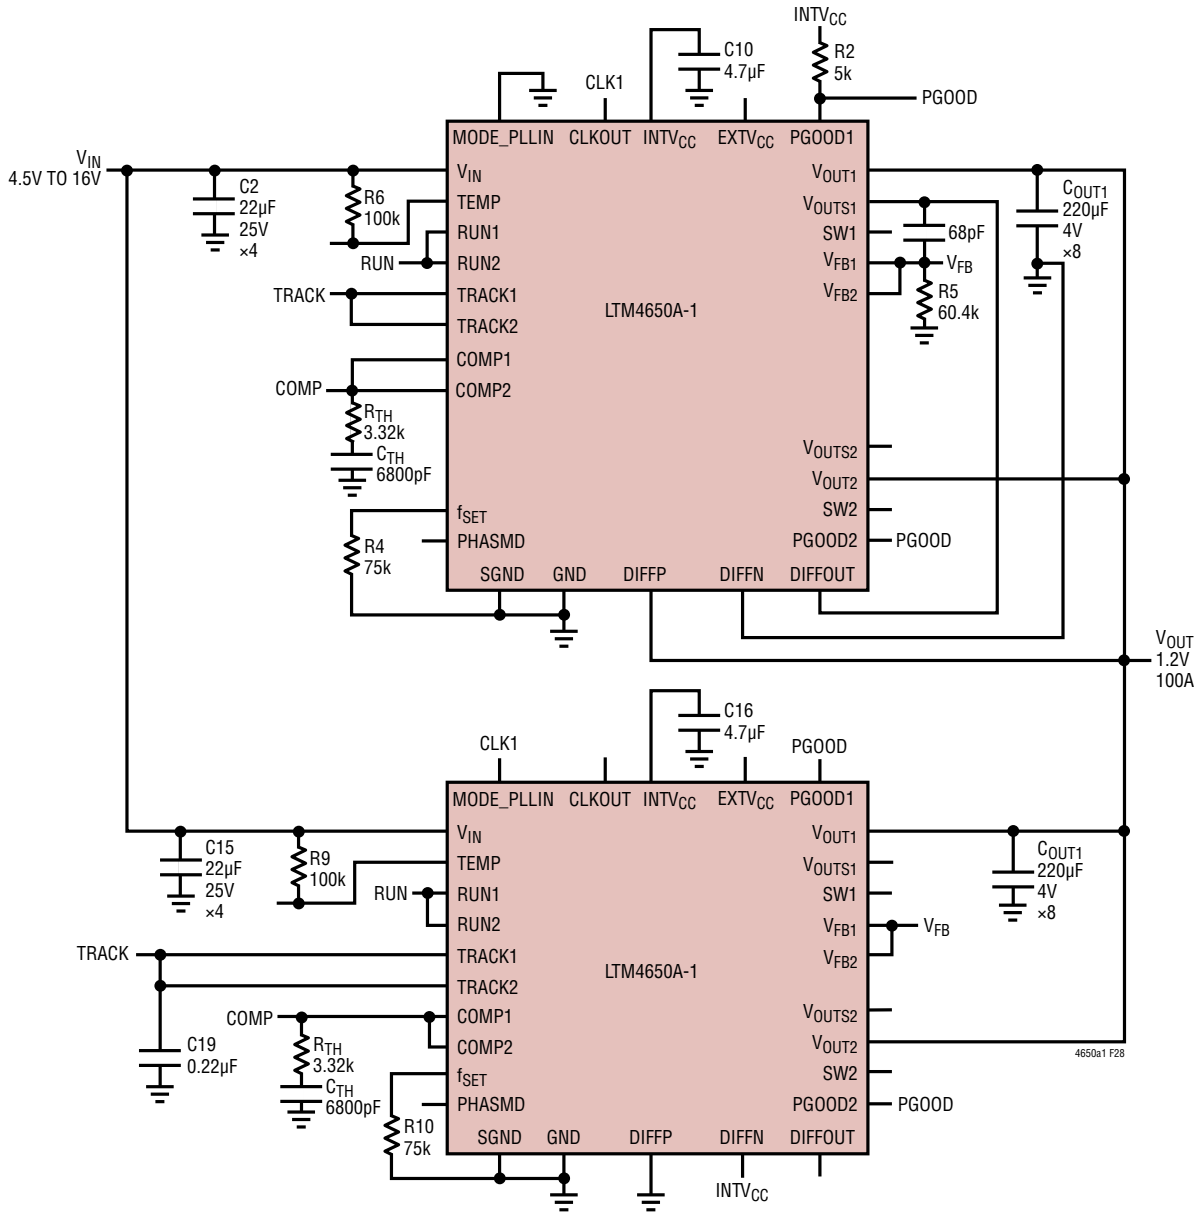 INTVCC
R2
5k
PGOOD
C10
4.7µF
CLK1
MODE_PLLIN CLKOUT INTVCC EXTVCC PGOOD1
VIN
4.5V TO 16V
C2
22µF
25V
×4
R6
100k
RUN
TRACK
COMP
RTH
3.32k
CTH
6800pF
R4
75k
VIN
TEMP
RUN1
RUN2
TRACK1
TRACK2
COMP1
COMP2
fSET
PHASMD
LTM4650A-1
VOUT1
VOUTS1
SW1
VFB1
VFB2
VOUTS2
VOUT2
SW2
PGOOD2
PGOOD
SGND GND DIFFP DIFFN DIFFOUT
68pF
VFB
R5
60.4k
COUT1
220µF
4V
×8
VOUT
1.2V
100A
C16
4.7µF
CLK1
PGOOD
MODE_PLLIN CLKOUT INTVCC EXTVCC PGOOD1
C15
22µF
25V
×4
R9
100k
RUN
TRACK
C19
0.22µF
COMP
RTH
3.32k
CTH
6800pF
R10
75k
VIN
TEMP
RUN1
RUN2
TRACK1
TRACK2
COMP1
COMP2
fSET
PHASMD
LTM4650A-1
VOUT1
VOUTS1
SW1
VFB1
VFB2
VOUTS2
VOUT2
SW2
PGOOD2
PGOOD
SGND GND DIFFP DIFFN DIFFOUT
INTVCC
VFB
COUT1
220µF
4V
×8
4650a1 F28